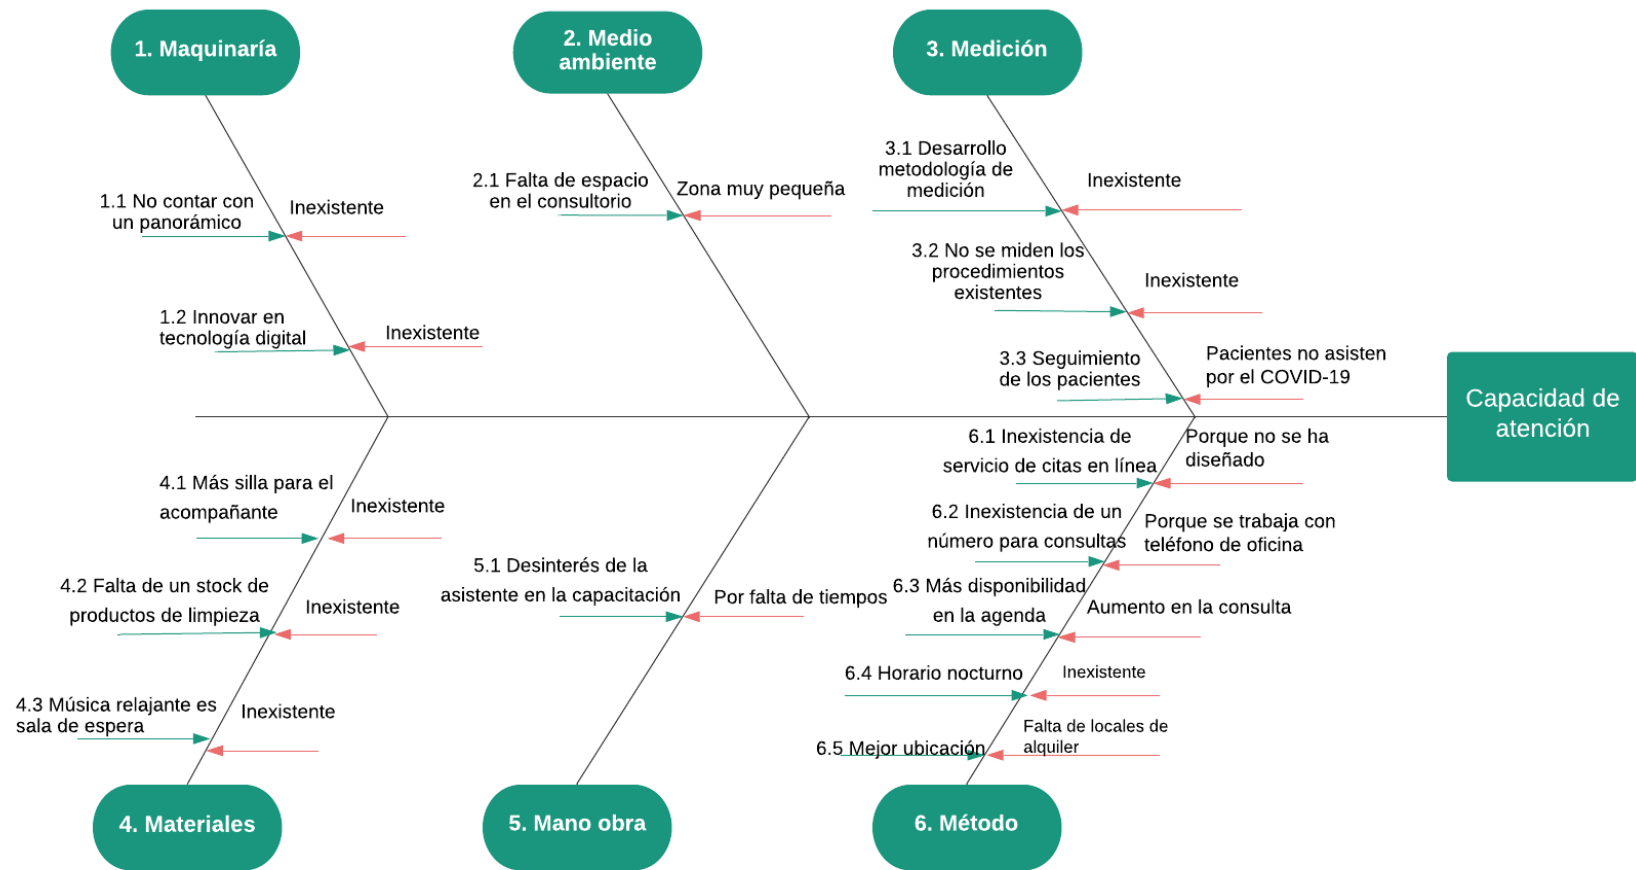 1. Maquinaría
2. Medio
ambiente
3. Medición
1.1 No contar con
un panorámico
Inexistente
1.2 Innovar en
tecnología digital
Inexistente
2.1 Falta de espacio
en el consultorio
Zona muy pequeña
3.1 Desarrollo
metodología de
medición
Inexistente
3.2 No se miden los
procedimientos
existentes
Inexistente
3.3 Seguimiento
de los pacientes
Pacientes no asisten
por el COVID-19
Capacidad de
atención
4.1 Más silla para el
acompañante
Inexistente
4.2 Falta de un stock de
productos de limpieza
Inexistente
4.3 Música relajante es
sala de espera
Inexistente
5.1 Desinterés de la
asistente en la capacitación
Por falta de tiempos
6.1 Inexistencia de
servicio de citas en línea
Porque no se ha
diseñado
6.2 Inexistencia de un
número para consultas
Porque se trabaja con
teléfono de oficina
6.3 Más disponibilidad
en la agenda
Aumento en la consulta
6.4 Horario nocturno
Inexistente
6.5 Mejor ubicación
Falta de locales de
alquiler
4. Materiales
5. Mano obra
6. Método